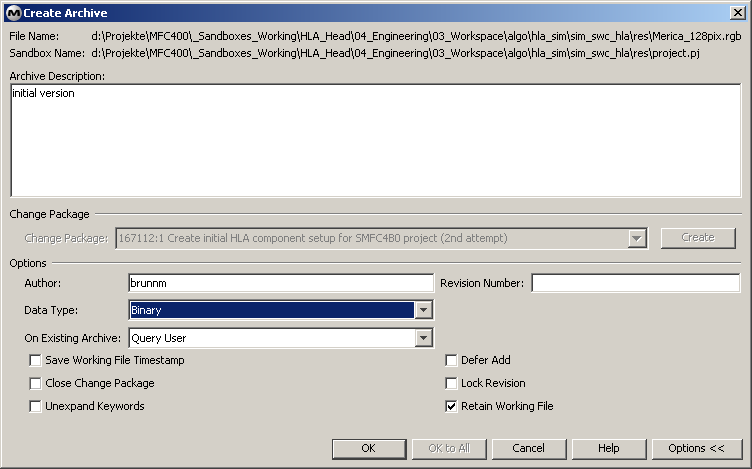 Create Archive
File Name: d:\Projekte\MFC400\_Sandboxes_Working\HLA_Head\04_Engineering\03_Workspace\algo\hla_sim\sim_swc_hla\res\Merica_128pix.rgb
Sandbox Name: d:\Projekte\MFC400\_Sandboxes_Working\HLA_Head\04_Engineering\03_Workspace\algo\hla_sim\sim_swc_hla\res\project.pj
Archive Description:
initial version
Change Package
Change Package: 167112:1 Create initial HLA component setup for SMFC4B0 project (2nd attempt) Create
Options
Author: brunnm Revision Number:
Data Type: Binary
On Existing Archive: Query User
Save Working File Timestamp Defer Add
Close Change Package Lock Revision
Unexpand Keywords Retain Working File
OK OK to All Cancel Help Options <<